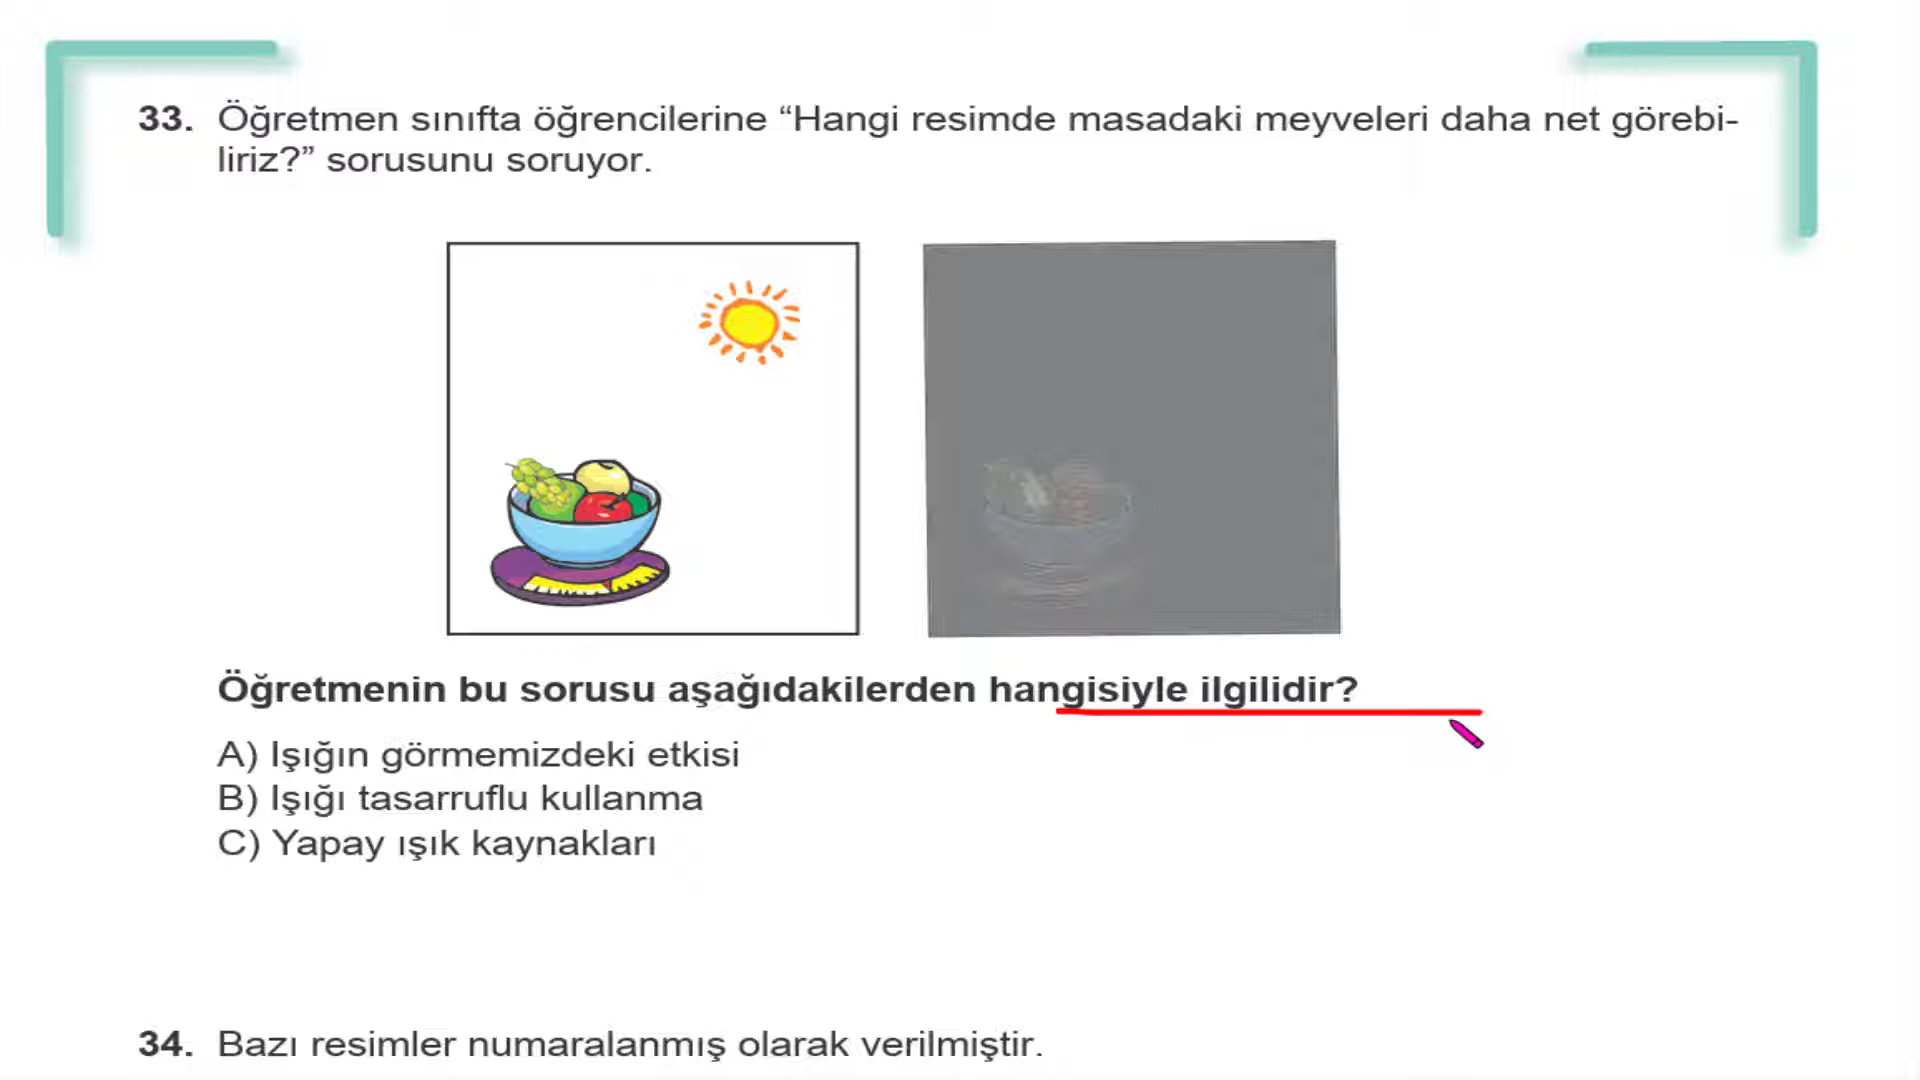 33. Öğretmen sınıfta öğrencilerine “Hangi resimde masadaki meyveleri daha net görebi-
liriz?” sorusunu soruyor.
Öğretmenin bu sorusu aşağıdakilerden hangisiyle ilgilidir?
A) Işığın görmemizdeki etkisi
B) Işığı tasarruflu kullanma
C) Yapay ışık kaynakları
34. Bazı resimler numaralanmış olarak verilmiştir.